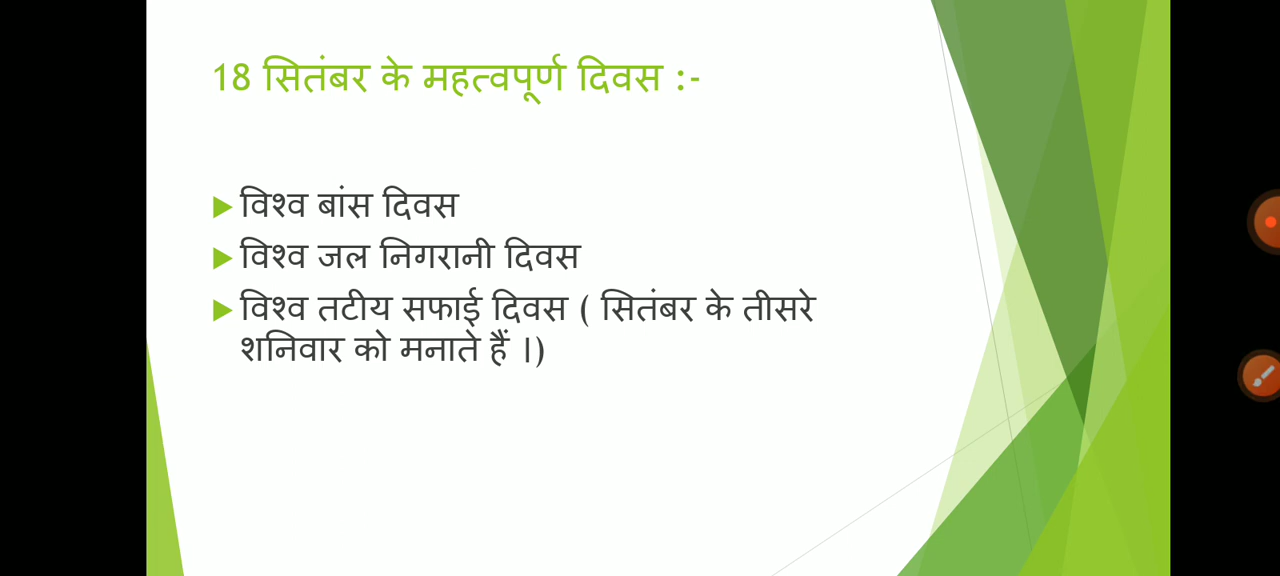 18 सितंबर के महत्वपूर्ण दिवस :-
विश्व बांस दिवस
विश्व जल निगरानी दिवस
विश्व तटीय सफाई दिवस ( सितंबर के तीसरे
शनिवार को मनाते हैं ।)